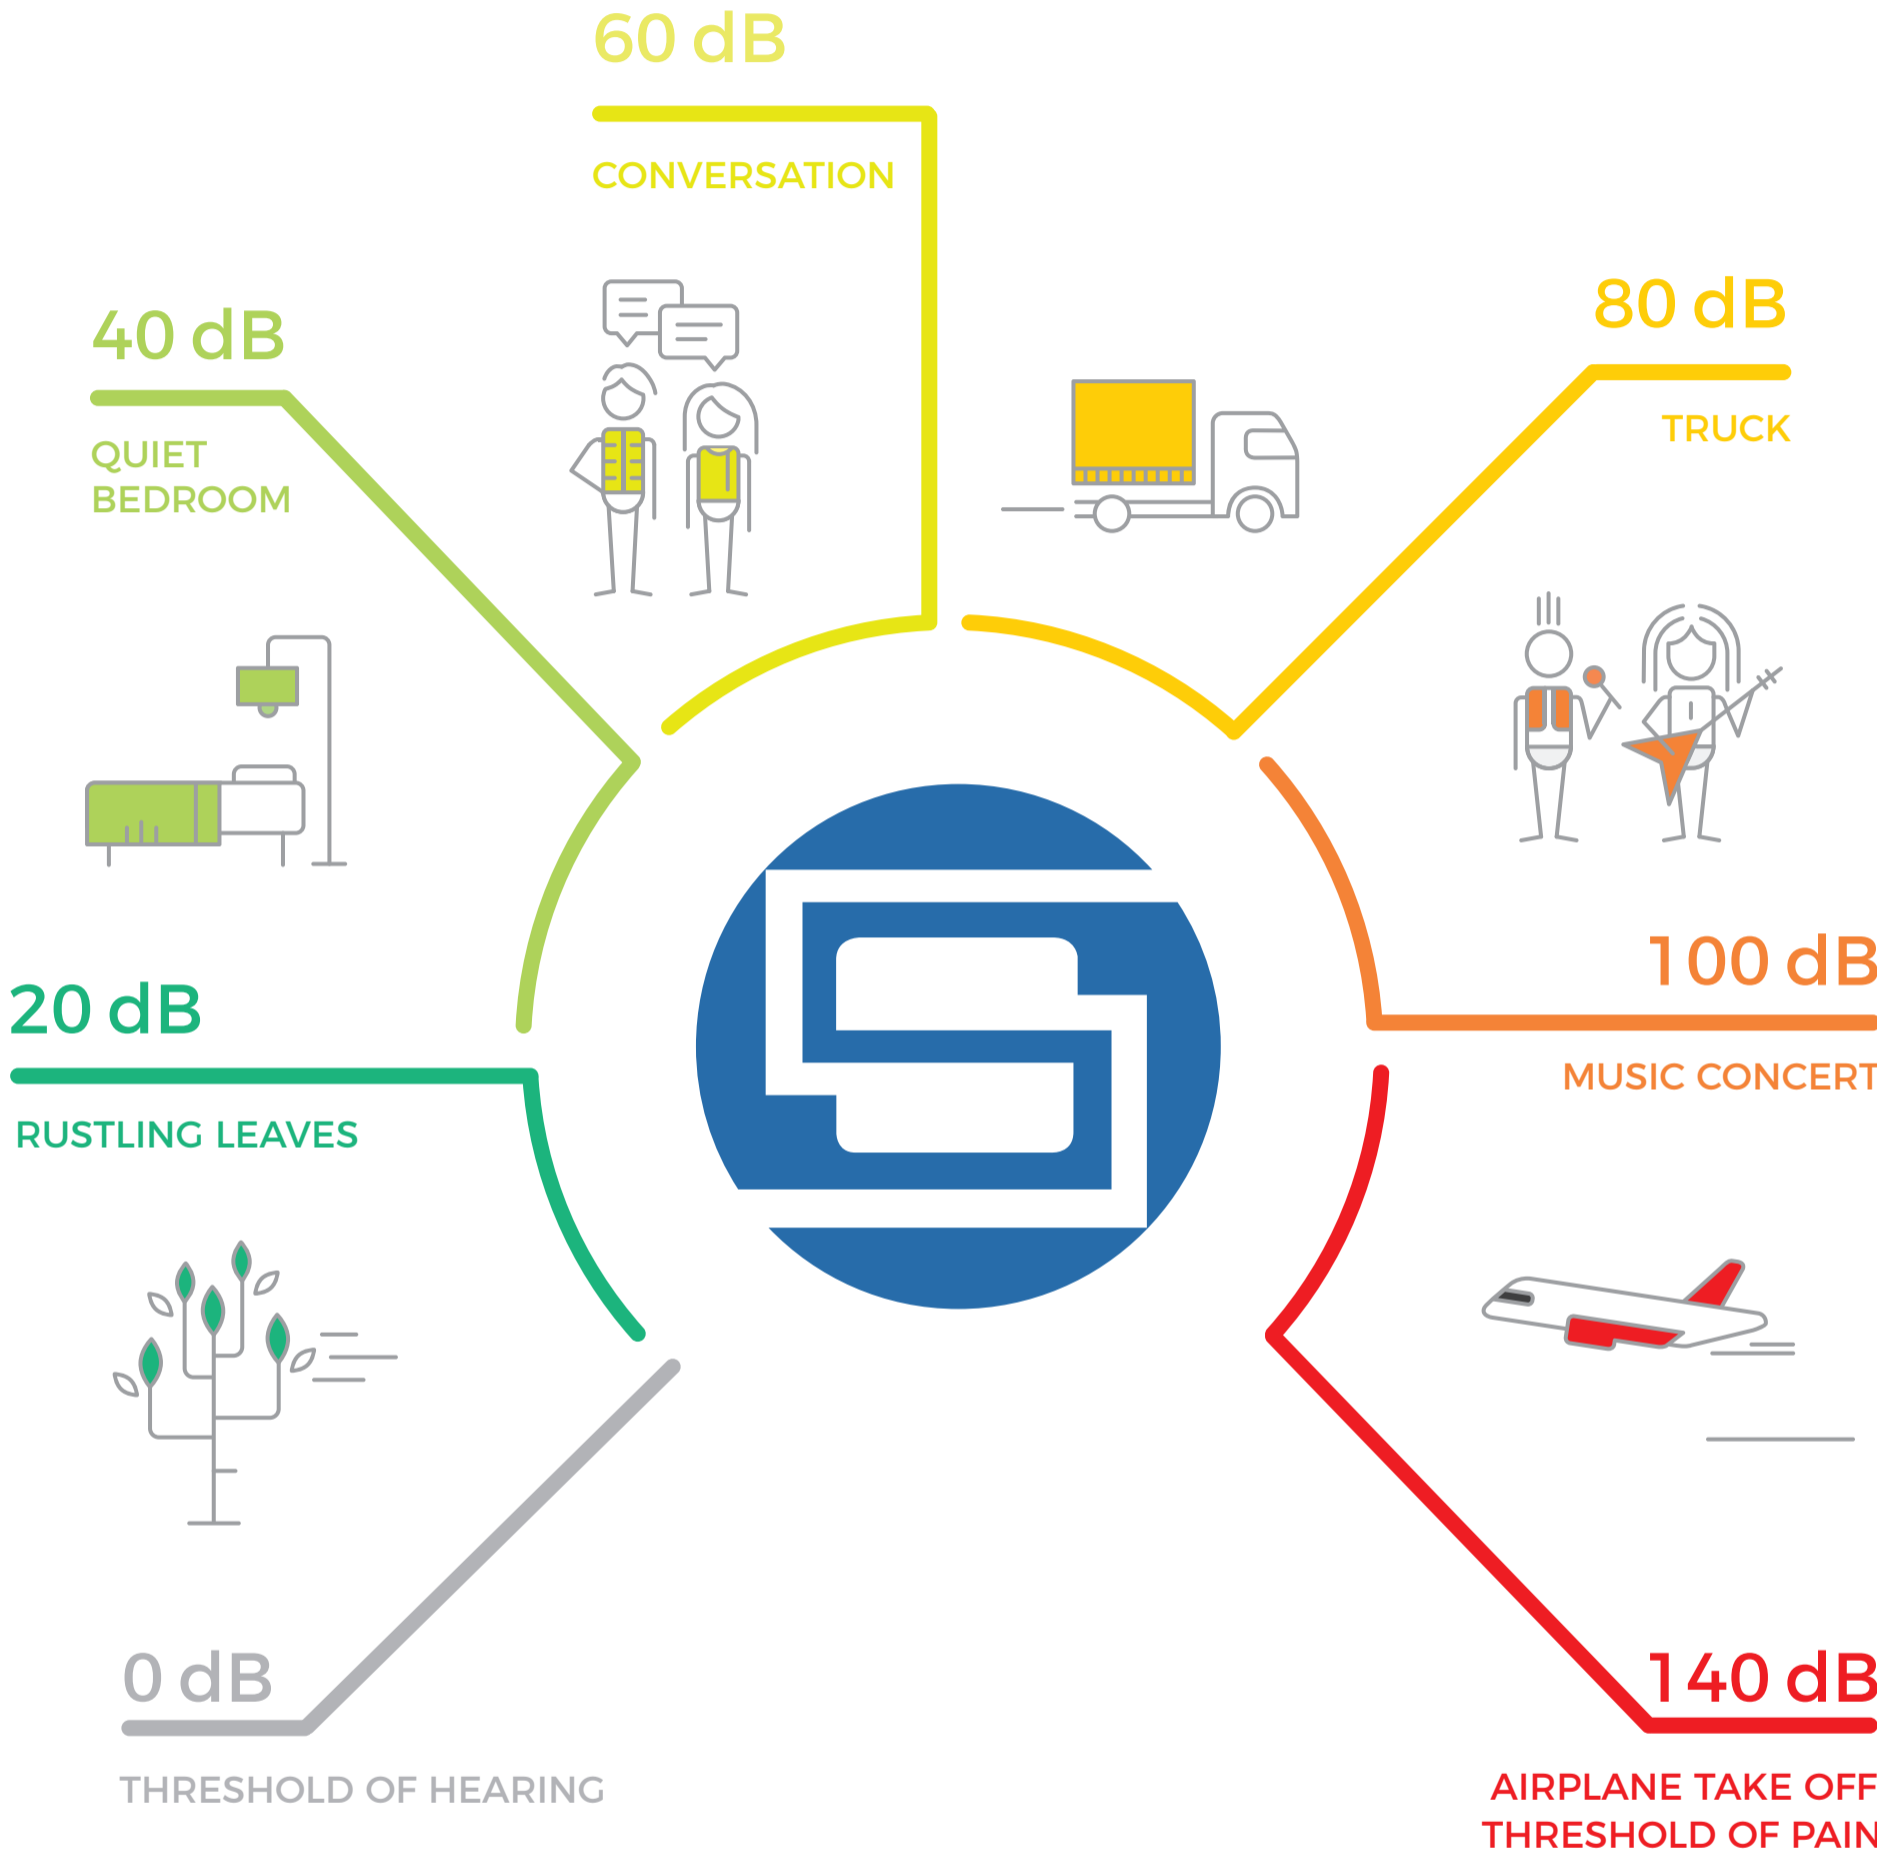 60 dB
CONVERSATION
40 dB
QUIET
BEDROOM
80 dB
TRUCK
20 dB
RUSTLING LEAVES
100 dB
MUSIC CONCERT
0 dB
THRESHOLD OF HEARING
140 dB
AIRPLANE TAKE OFF
THRESHOLD OF PAIN